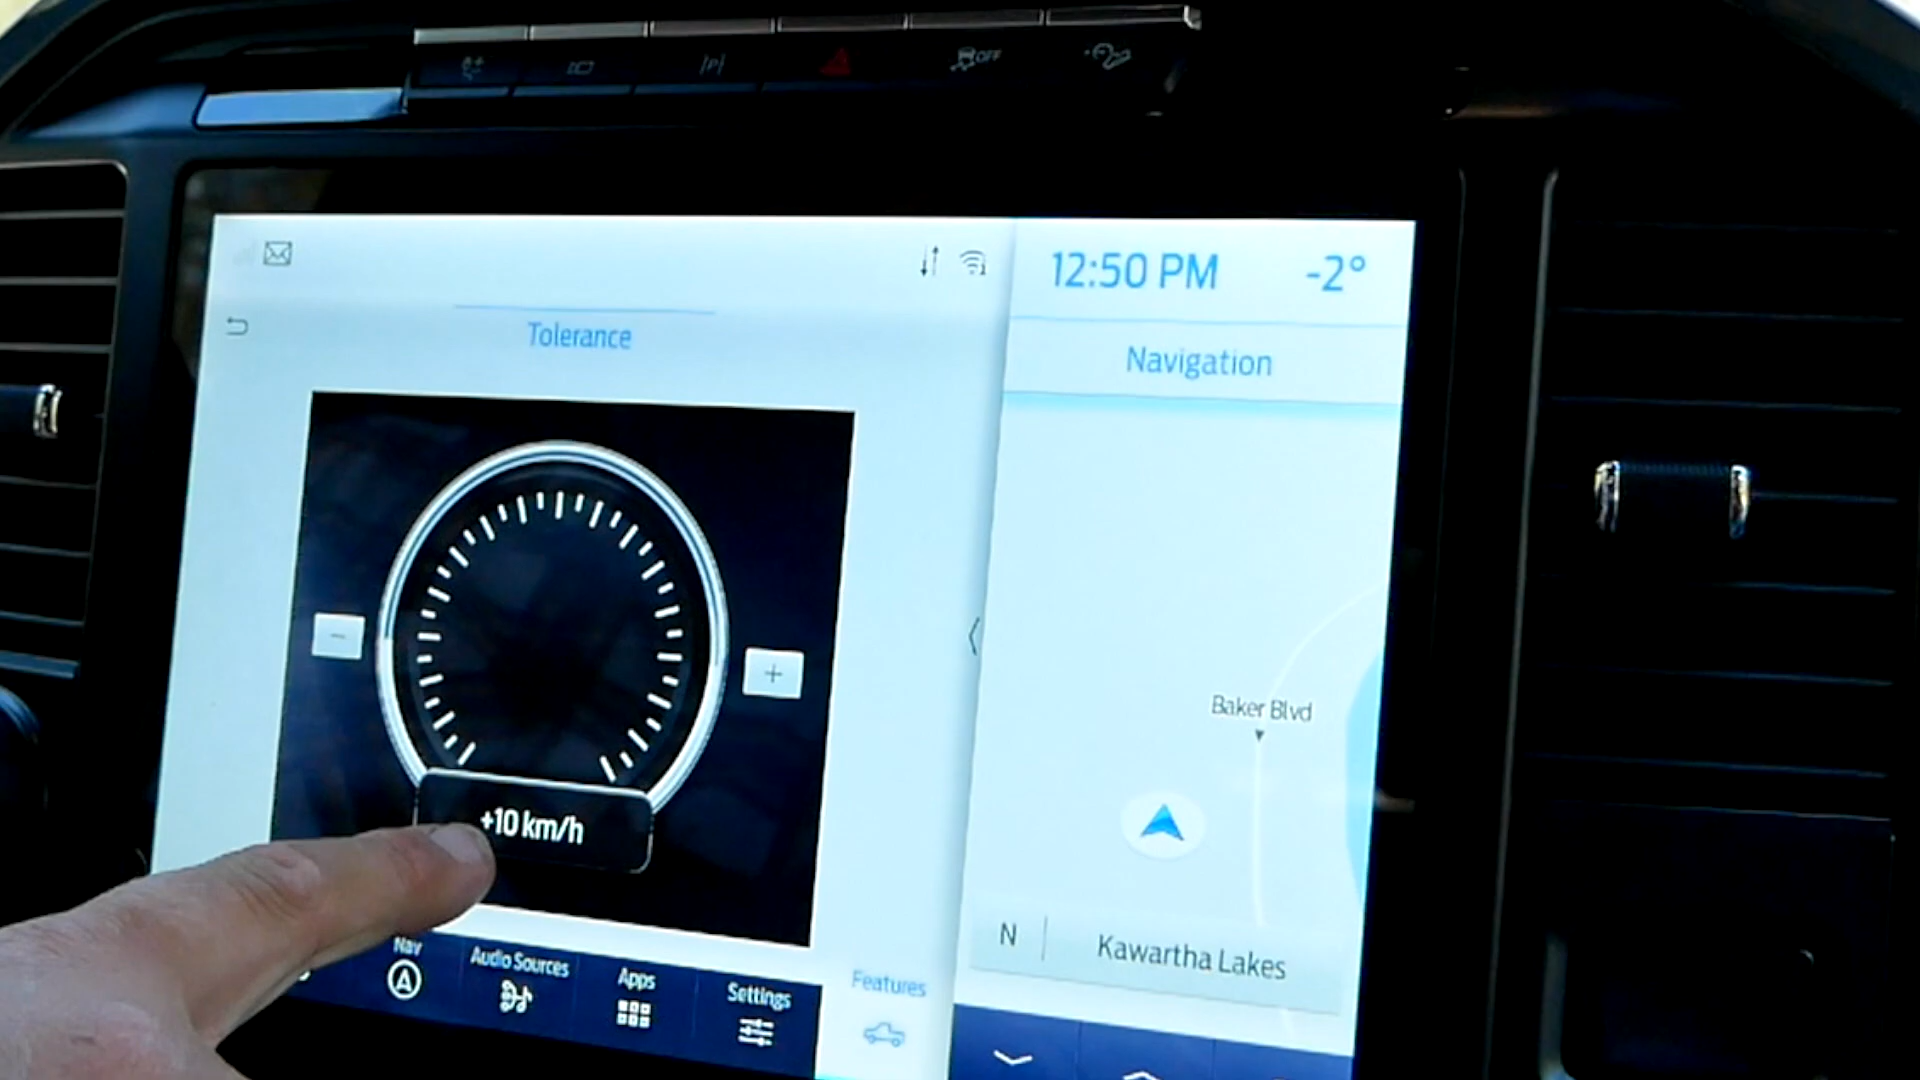 OFF
12:50 PM
-2°
Tolerance
Navigation
−
+
+10 km/h
Baker Blvd
N
Kawartha Lakes
Nav
Audio Sources
Apps
Settings
Features